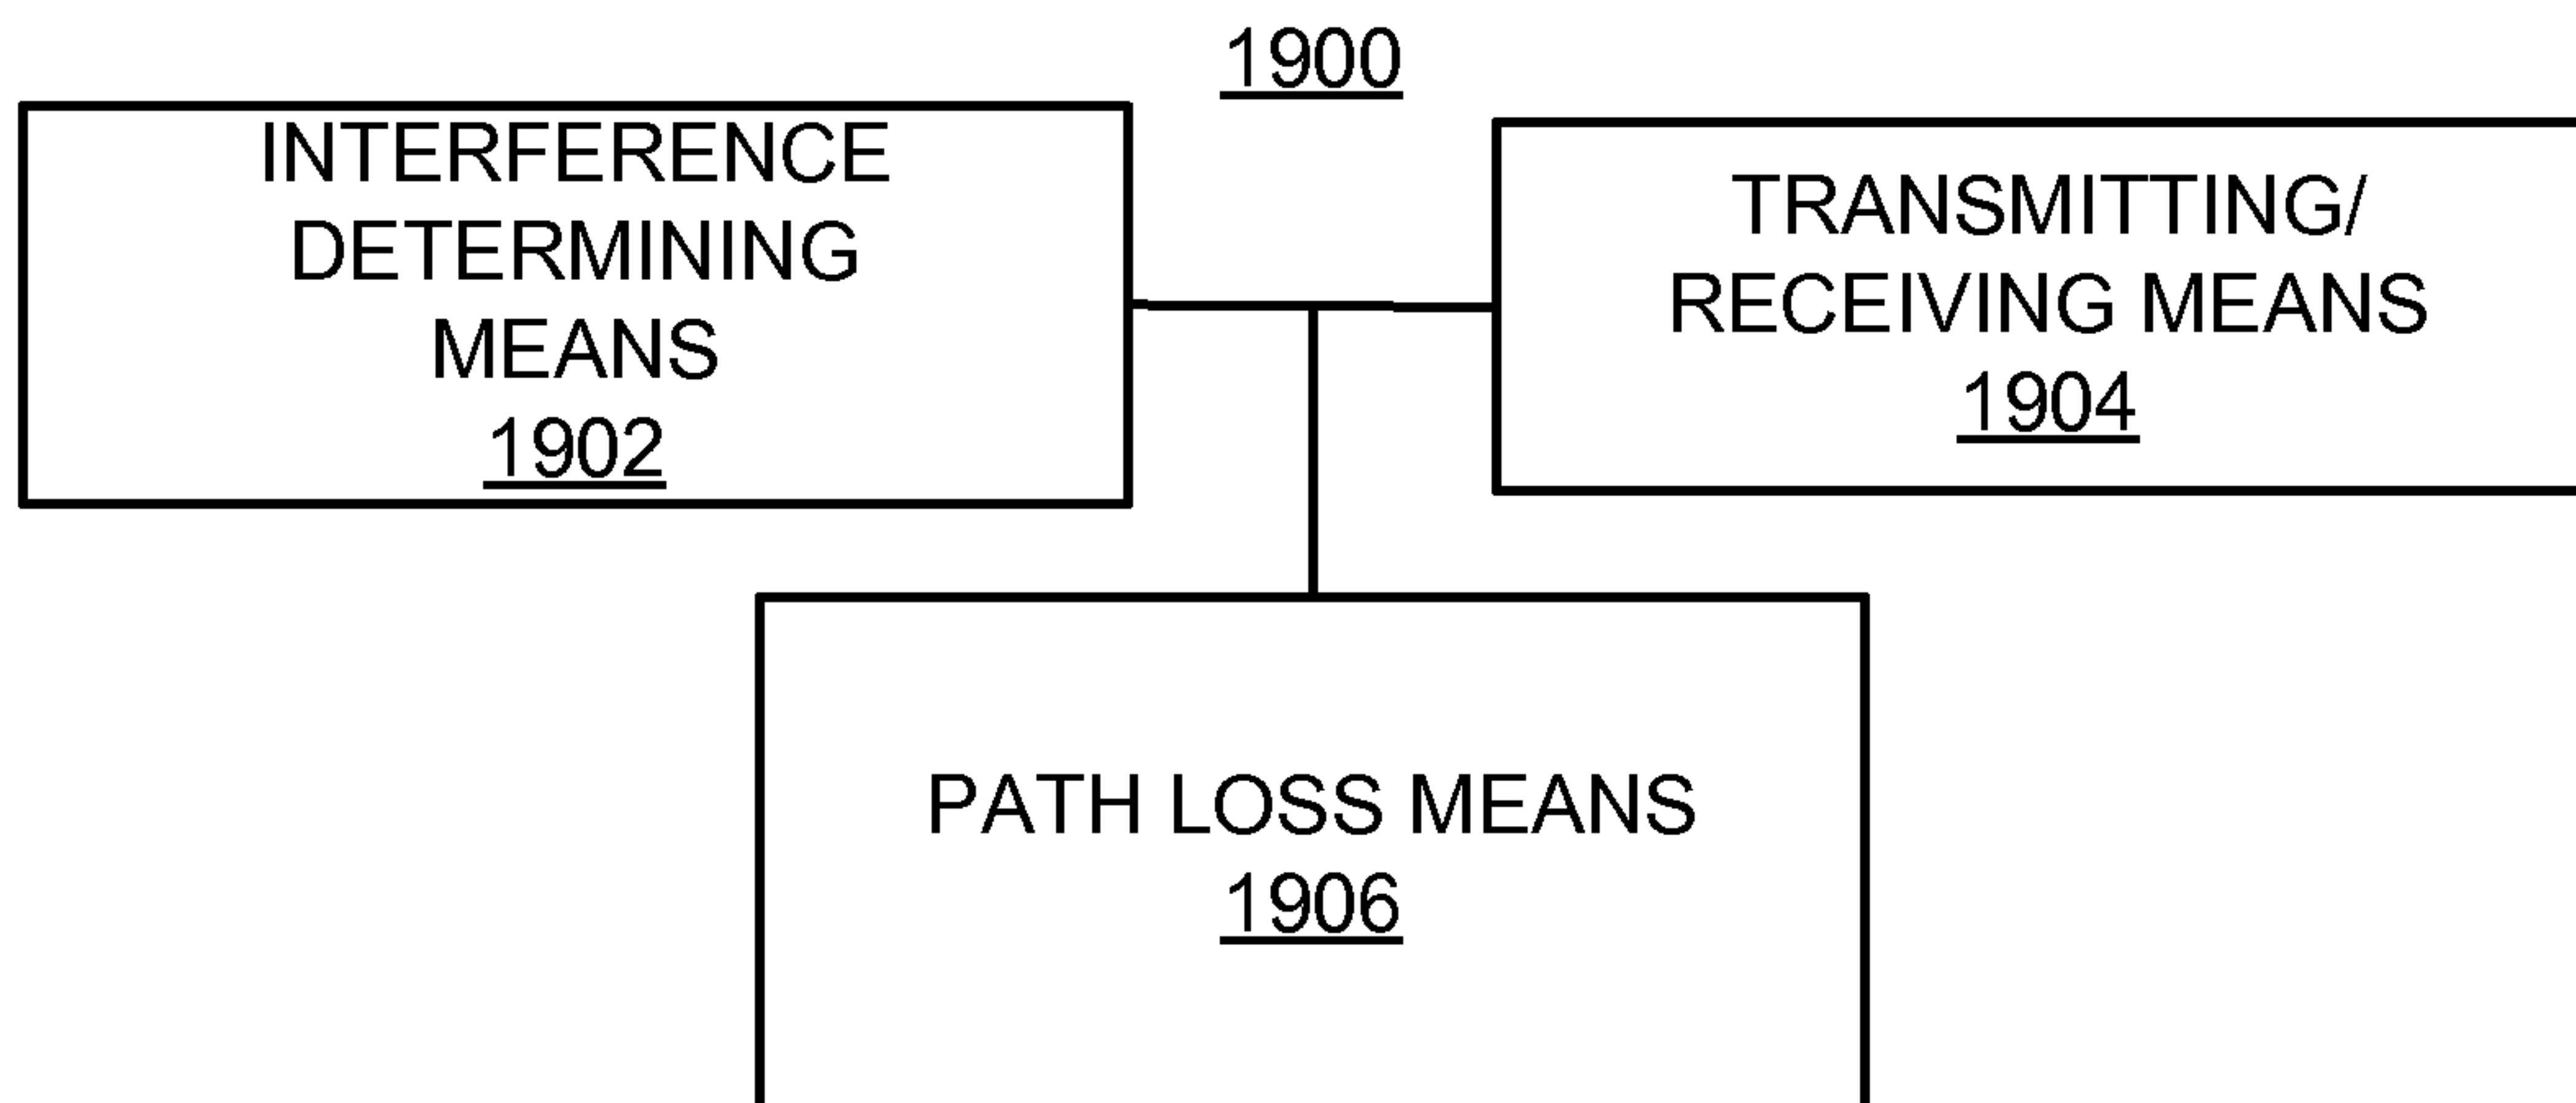 1900
INTERFERENCE
DETERMINING
MEANS
1902
TRANSMITTING/
RECEIVING MEANS
1904
PATH LOSS MEANS
1906